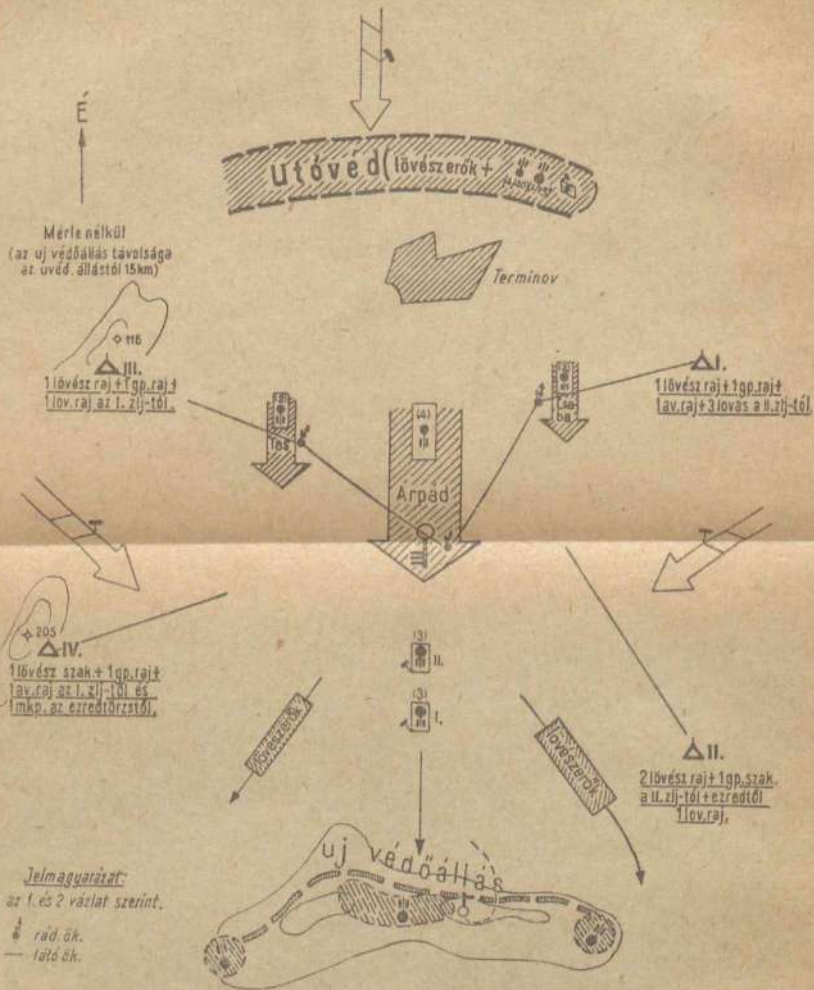 É
utóvéd (lövészerők +
Mérle nélkül
(az uj védőállás távolsága
az uvéd. állástól 15km)
Terminov
116
III.
1 lövész raj + 1 gp. raj +
1 lov. raj az I. zlj-tól.
I.
1 lövész raj + 1 gp. raj +
1 av. raj + 3 lovas a II. zlj-tól.
(4)
Árpád
205
IV.
1 lövész szak. + 1 gp. raj +
1 av. raj az I. zlj-tól és
1 mkp. az ezredtörzstől.
(3)
II.
(3)
I.
lövészerők
lövészerők
II.
2 lövész raj + 1 gp. szak.
a II. zlj-tól + ezredtől
1 lov. raj.
uj védőállás
Jelmagyarázat:
az 1. és 2 vázlat szerint.
rád. ök.
látó ök.